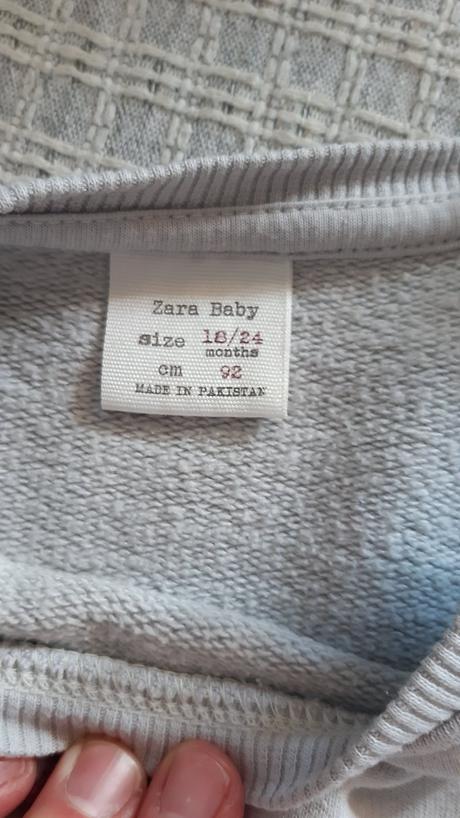 Zara Baby
size 18/24
months
cm 92
MADE IN PAKISTAN